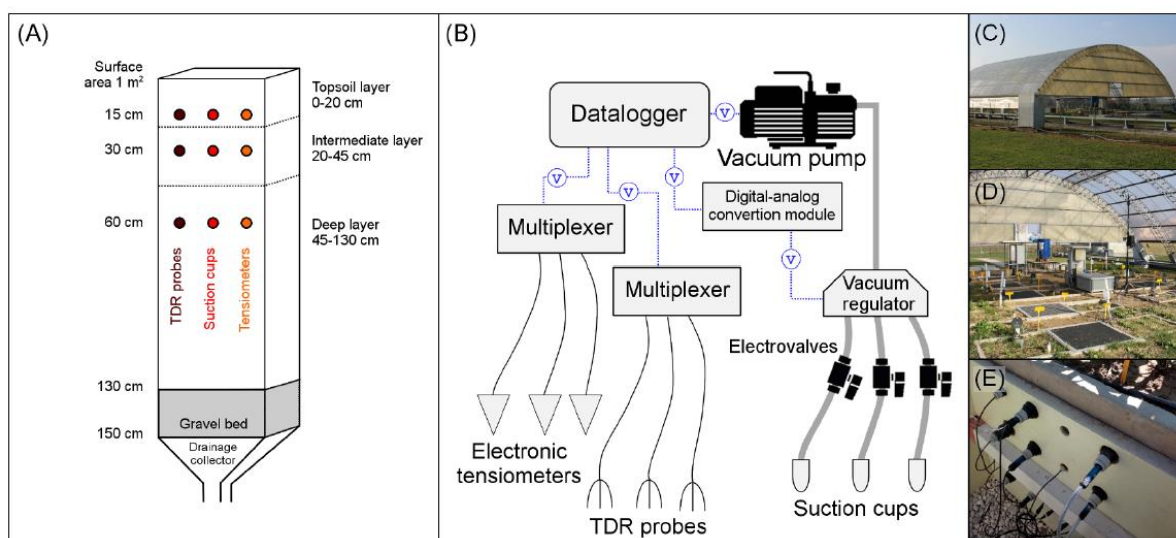 (A)
Surface
area 1 m²
15 cm
30 cm
60 cm
130 cm
150 cm
Topsoil layer
0-20 cm
Intermediate layer
20-45 cm
Deep layer
45-130 cm
TDR probes
Suction cups
Tensiometers
Gravel bed
Drainage
collector
(B)
Datalogger
V
Vacuum pump
V
V
V
Multiplexer
Digital-analog
convertion module
V
Multiplexer
Vacuum
regulator
Electrovalves
Electronic
tensiometers
TDR probes
Suction cups
(C)
(D)
(E)